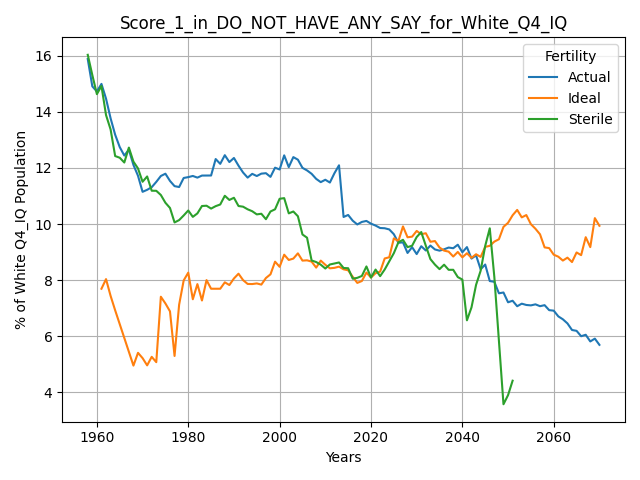 Score_1_in_DO_NOT_HAVE_ANY_SAY_for_White_Q4_IQ
Fertility
Actual
Ideal
Sterile
% of White Q4_IQ Population
16
14
12
10
8
6
4
1960 1980 2000 2020 2040 2060
Years